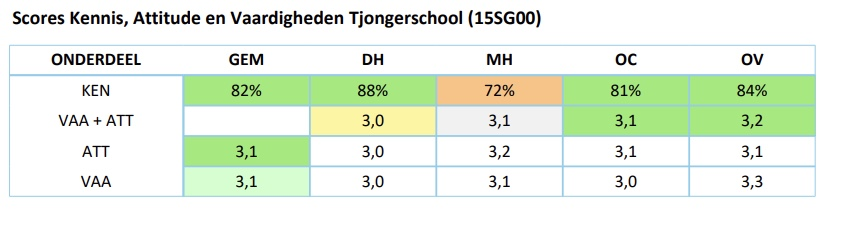 Scores Kennis, Attitude en Vaardigheden Tjongerschool (15SG00)
ONDERDEEL GEM DH MH OC OV
KEN 82% 88% 72% 81% 84%
VAA + ATT 3,0 3,1 3,1 3,2
ATT 3,1 3,0 3,2 3,1 3,1
VAA 3,1 3,0 3,1 3,0 3,3